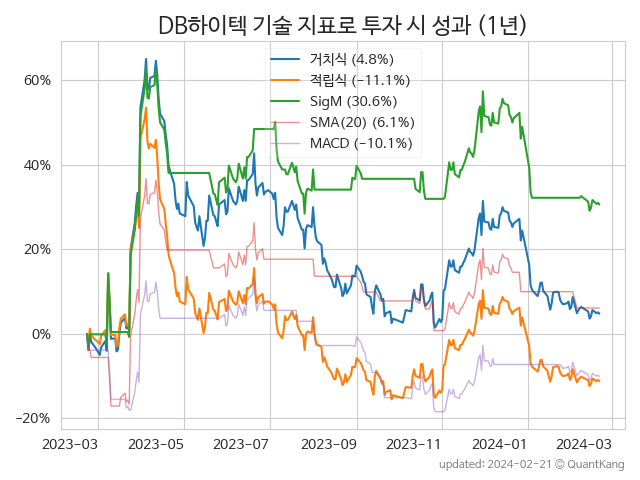 DB하이텍 기술 지표로 투자 시 성과 (1년)
거치식 (4.8%)
적립식 (−11.1%)
SigM (30.6%)
SMA(20) (6.1%)
MACD (−10.1%)
60%
40%
20%
0%
−20%
2023-03 2023-05 2023-07 2023-09 2023-11 2024-01 2024-03
updated: 2024-02-21 © QuantKang